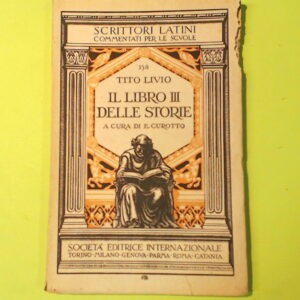 SCRITTORI LATINI
COMMENTATI PER LE SCVOLE
TITO LIVIO
IL LIBRO III
DELLE STORIE
A CURA DI E. CUROTTO
SOCIETÀ EDITRICE INTERNAZIONALE
TORINO-MILANO-GENOVA-PARMA-ROMA-CATANIA